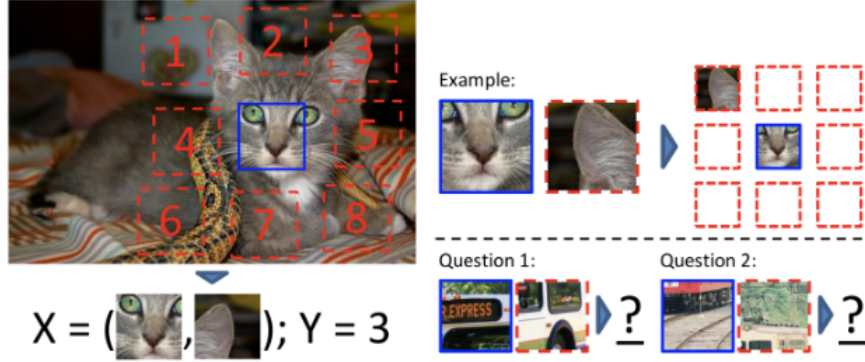 1
2
3
4
5
6
7
8
X = ( , ); Y = 3
Example:
Question 1:
R.EXPRESS
?
Question 2:
?